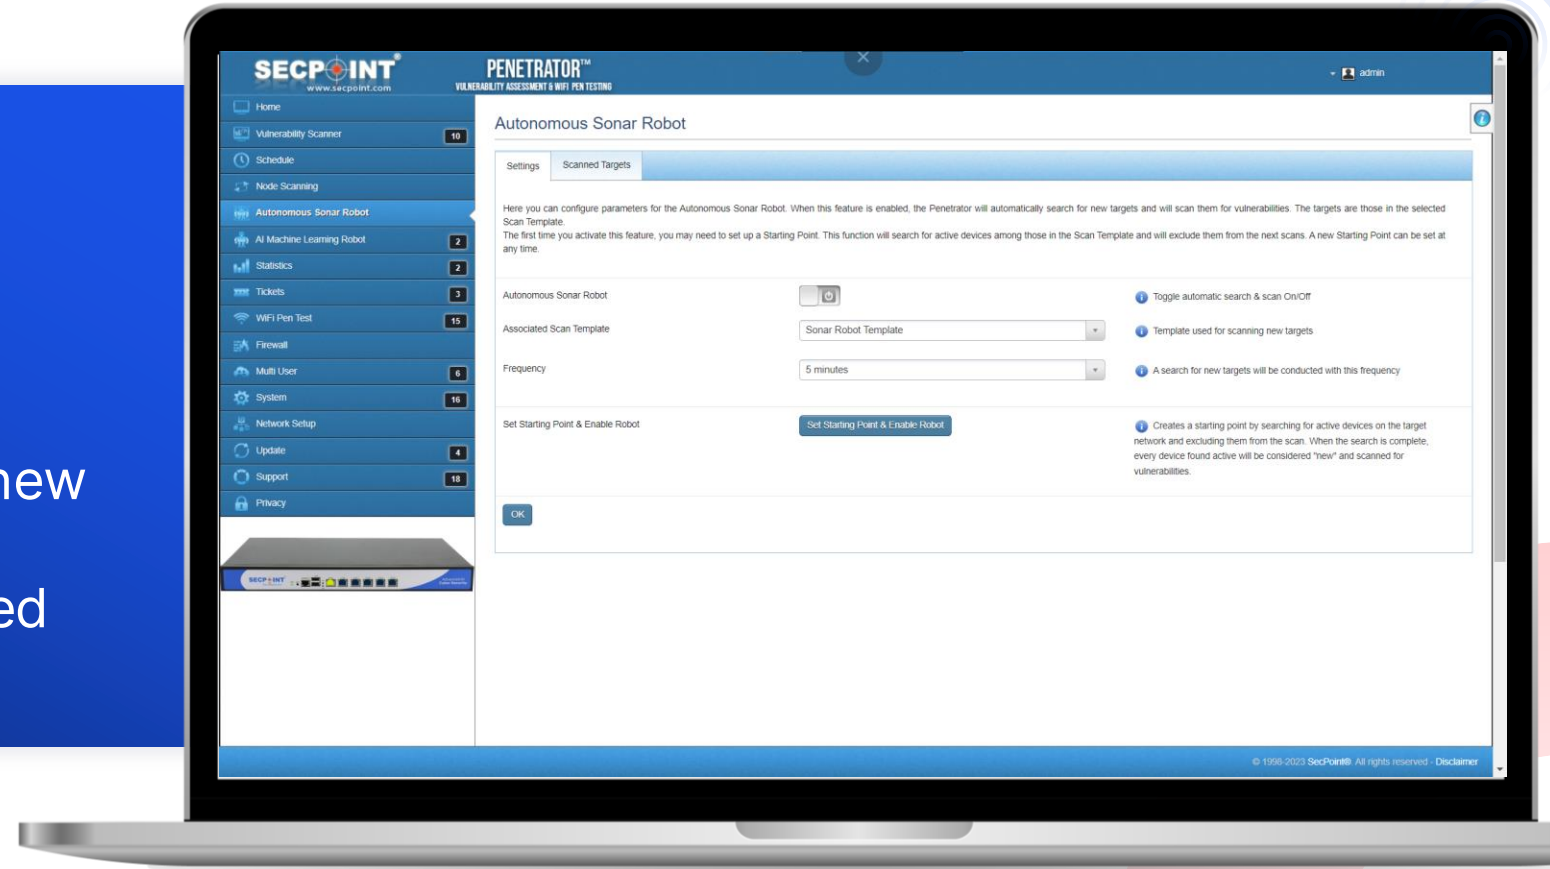 SECPOINT®
www.secpoint.com
PENETRATOR™
VULNERABILITY ASSESSMENT & WIFI PEN TESTING
admin
Home
Vulnerability Scanner 10
Schedule
Node Scanning
Autonomous Sonar Robot
AI Machine Learning Robot 2
Statistics 2
Tickets 3
WiFi Pen Test 15
Firewall
Multi User 6
System 16
Network Setup
Update 4
Support 18
Privacy
SECPOINT
Autonomous Sonar Robot
Settings Scanned Targets
Here you can configure parameters for the Autonomous Sonar Robot. When this feature is enabled, the Penetrator will automatically search for new targets and will scan them for vulnerabilities. The targets are those in the selected
Scan Template.
The first time you activate this feature, you may need to set up a Starting Point. This function will search for active devices among those in the Scan Template and will exclude them from the next scans. A new Starting Point can be set at
any time.
Autonomous Sonar Robot
Toggle automatic search & scan On/Off
Associated Scan Template
Sonar Robot Template
Template used for scanning new targets
Frequency
5 minutes
A search for new targets will be conducted with this frequency
Set Starting Point & Enable Robot
Set Starting Point & Enable Robot
Creates a starting point by searching for active devices on the target
network and excluding them from the scan. When the search is complete,
every device found active will be considered "new" and scanned for
vulnerabilities.
OK
© 1998-2023 SecPoint®. All rights reserved - Disclaimer
new
ed